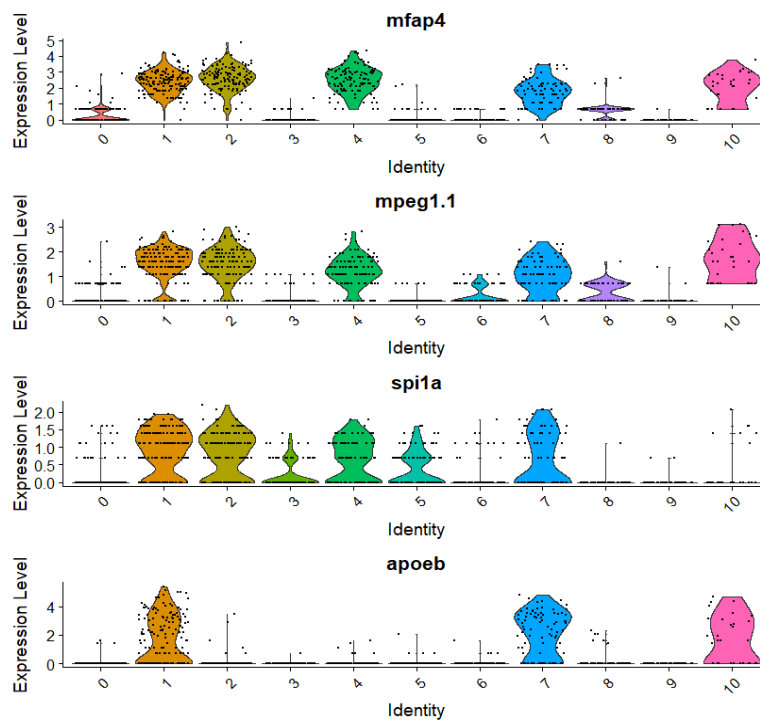 mfap4
Expression Level
5
4
3
2
1
0
0 1 2 3 4 5 6 7 8 9 10
Identity
mpeg1.1
Expression Level
3
2
1
0
0 1 2 3 4 5 6 7 8 9 10
Identity
spi1a
Expression Level
2.0
1.5
1.0
0.5
0.0
0 1 2 3 4 5 6 7 8 9 10
Identity
apoeb
Expression Level
4
2
0
0 1 2 3 4 5 6 7 8 9 10
Identity